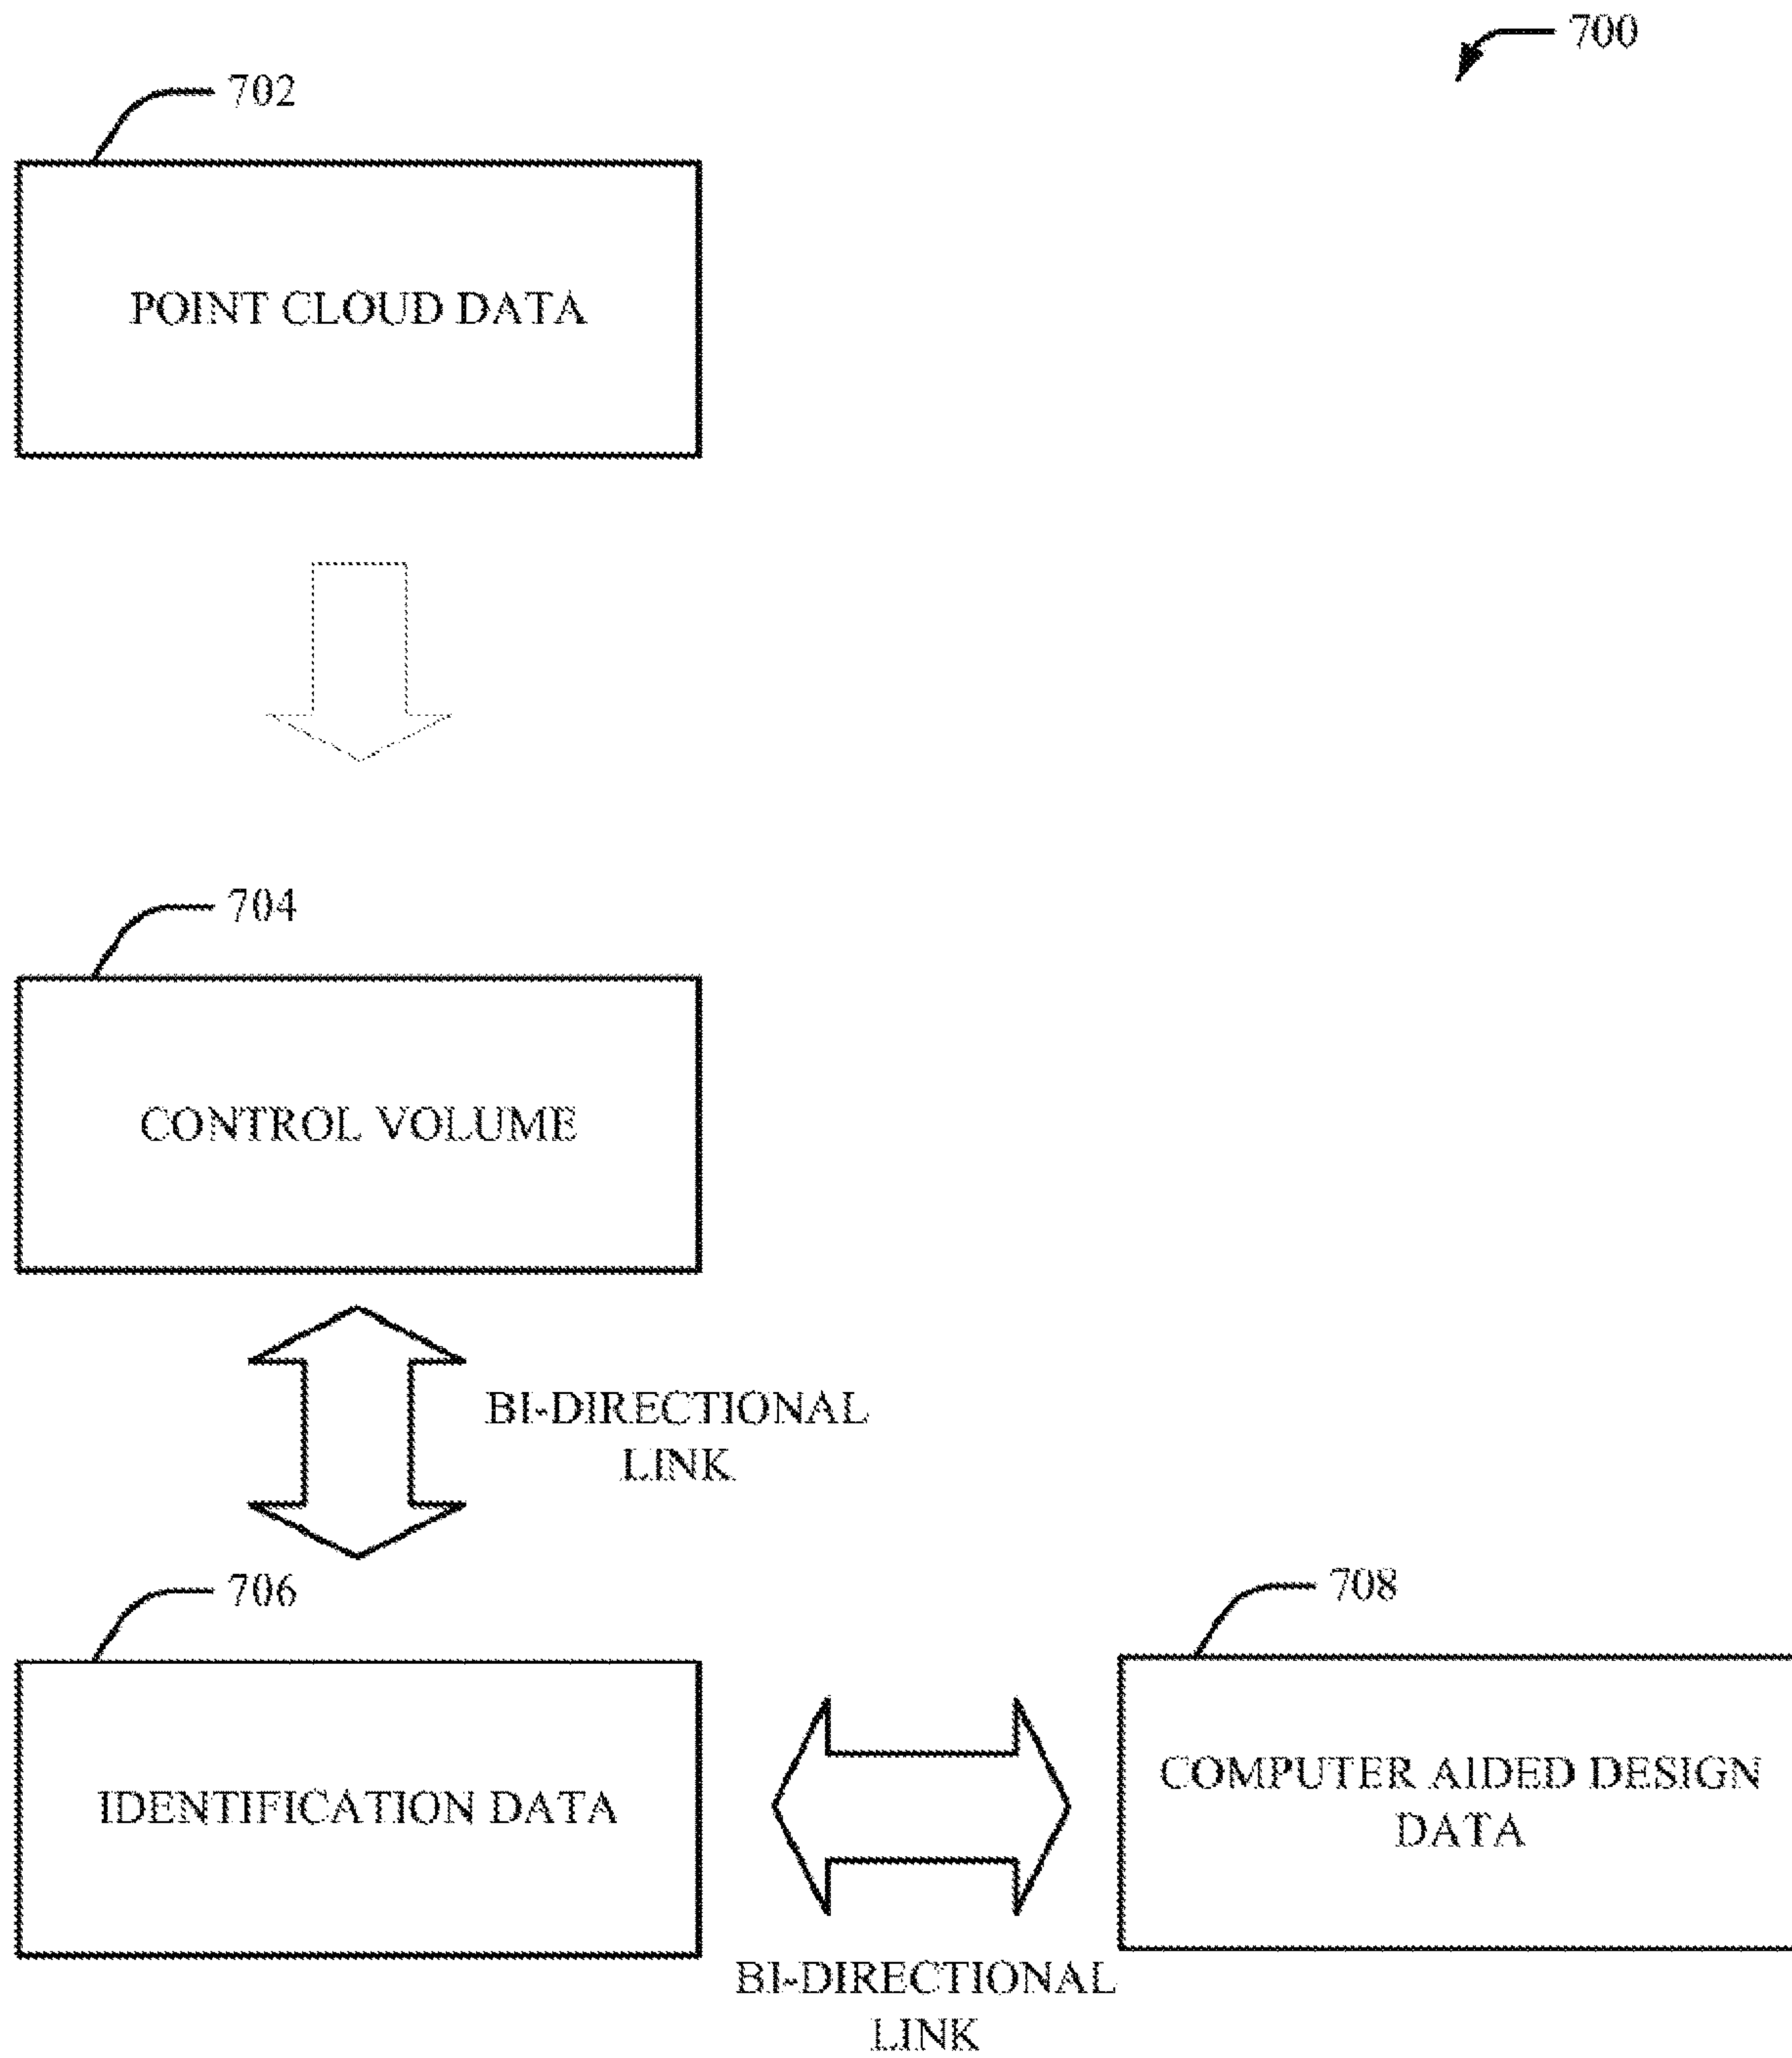 700
702
POINT CLOUD DATA
704
CONTROL VOLUME
BI-DIRECTIONAL
LINK
706
708
IDENTIFICATION DATA
COMPUTER AIDED DESIGN
DATA
BI-DIRECTIONAL
LINK